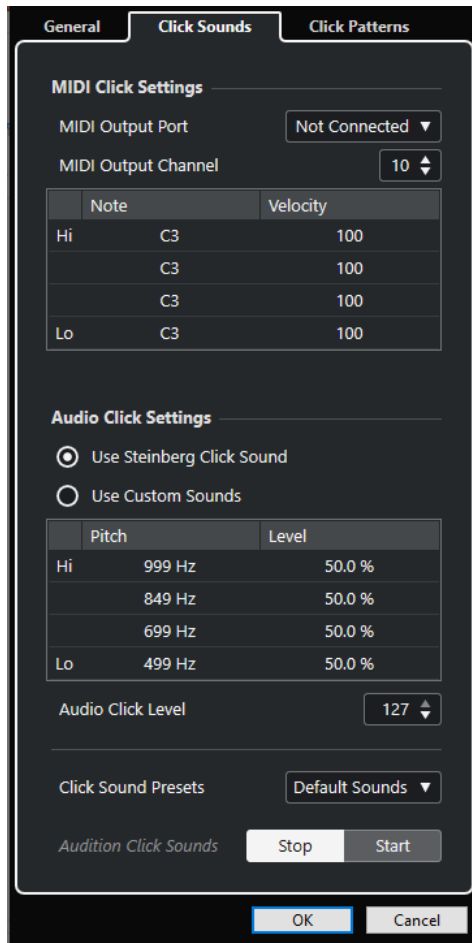 General Click Sounds Click Patterns
MIDI Click Settings
MIDI Output Port Not Connected
MIDI Output Channel 10
Note Velocity
Hi C3 100
C3 100
C3 100
Lo C3 100
Audio Click Settings
Use Steinberg Click Sound
Use Custom Sounds
Pitch Level
Hi 999 Hz 50.0 %
849 Hz 50.0 %
699 Hz 50.0 %
Lo 499 Hz 50.0 %
Audio Click Level 127
Click Sound Presets Default Sounds
Audition Click Sounds Stop Start
OK Cancel